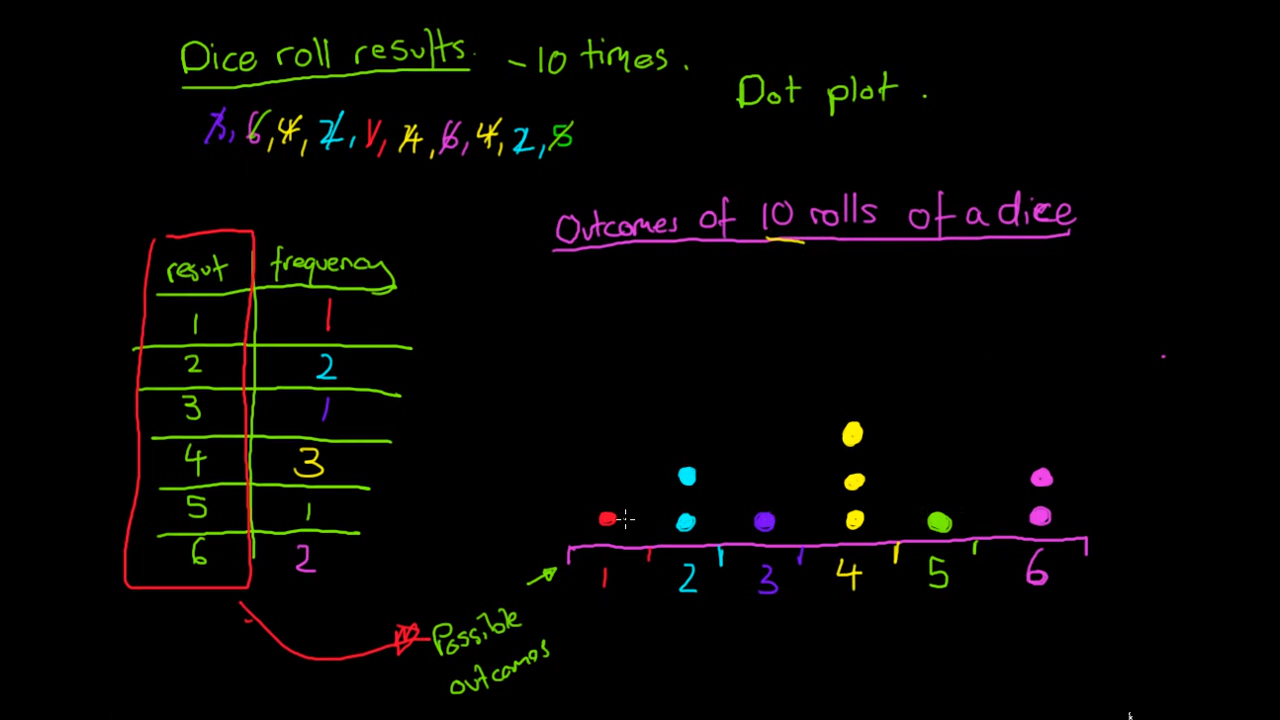 Dice roll results. - 10 times.
Dot plot.
3, 6, 4, 2, 1, 4, 6, 4, 2, 5
Outcomes of 10 rolls of a dice
resut frequency
1 1
2 2
3 1
4 3
5 1
6 2
1 2 3 4 5 6
Possible
outcomes